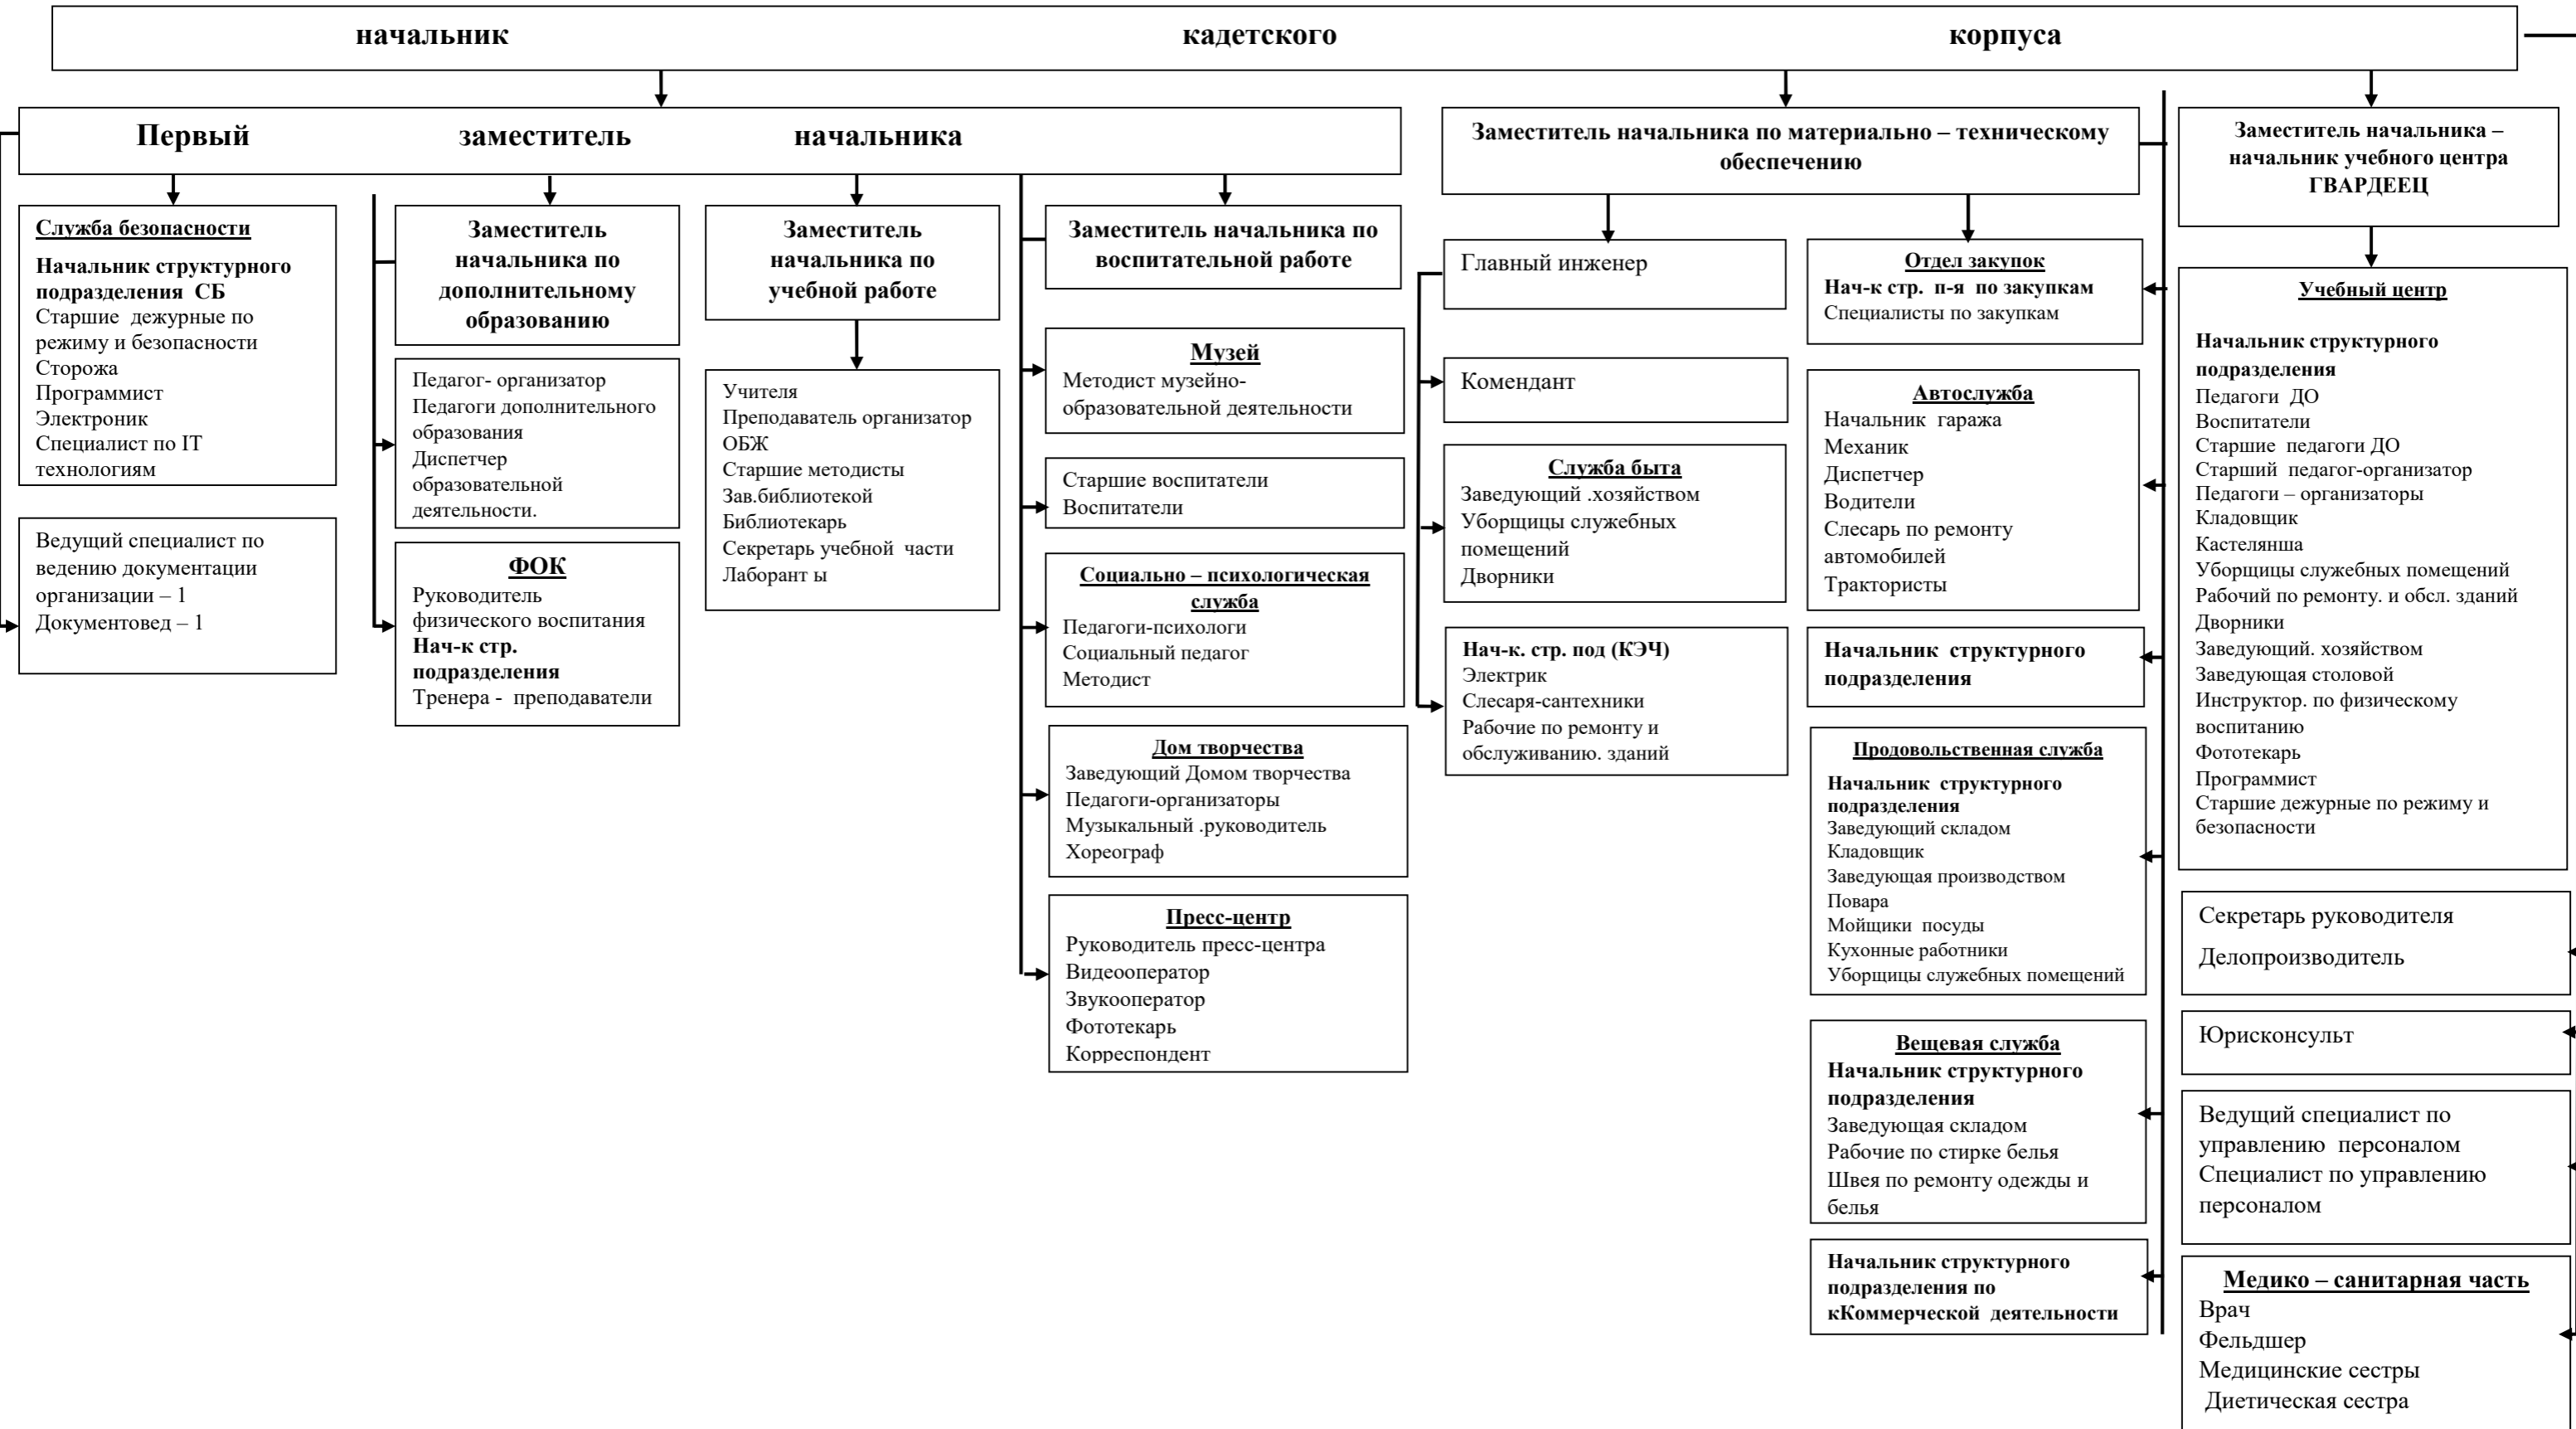 начальник кадетского корпуса
Первый заместитель начальника
Заместитель начальника по материально – техническому
обеспечению
Заместитель начальника –
начальник учебного центра
ГВАРДЕЕЦ
Служба безопасности
Начальник структурного
подразделения СБ
Старшие дежурные по
режиму и безопасности
Сторожа
Программист
Электроник
Специалист по IT
технологиям
Ведущий специалист по
ведению документации
организации – 1
Документовед – 1
Заместитель
начальника по
дополнительному
образованию
Педагог- организатор
Педагоги дополнительного
образования
Диспетчер
образовательной
деятельности.
ФОК
Руководитель
физического воспитания
Нач-к стр.
подразделения
Тренера - преподаватели
Заместитель
начальника по
учебной работе
Учителя
Преподаватель организатор
ОБЖ
Старшие методисты
Зав.библиотекой
Библиотекарь
Секретарь учебной части
Лаборант ы
Заместитель начальника по
воспитательной работе
Музей
Методист музейно-
образовательной деятельности
Старшие воспитатели
Воспитатели
Социально – психологическая
служба
Педагоги-психологи
Социальный педагог
Методист
Дом творчества
Заведующий Домом творчества
Педагоги-организаторы
Музыкальный .руководитель
Хореограф
Пресс-центр
Руководитель пресс-центра
Видеооператор
Звукооператор
Фототекарь
Корреспондент
Главный инженер
Комендант
Служба быта
Заведующий .хозяйством
Уборщицы служебных
помещений
Дворники
Нач-к. стр. под (КЭЧ)
Электрик
Слесаря-сантехники
Рабочие по ремонту и
обслуживанию. зданий
Отдел закупок
Нач-к стр. п-я по закупкам
Специалисты по закупкам
Автослужба
Начальник гаража
Механик
Диспетчер
Водители
Слесарь по ремонту
автомобилей
Трактористы
Начальник структурного
подразделения
Продовольственная служба
Начальник структурного
подразделения
Заведующий складом
Кладовщик
Заведующая производством
Повара
Мойщики посуды
Кухонные работники
Уборщицы служебных помещений
Вещевая служба
Начальник структурного
подразделения
Заведующая складом
Рабочие по стирке белья
Швея по ремонту одежды и
белья
Начальник структурного
подразделения по
кКоммерческой деятельности
Учебный центр
Начальник структурного
подразделения
Педагоги ДО
Воспитатели
Старшие педагоги ДО
Старший педагог-организатор
Педагоги – организаторы
Кладовщик
Кастелянша
Уборщицы служебных помещений
Рабочий по ремонту. и обсл. зданий
Дворники
Заведующий. хозяйством
Заведующая столовой
Инструктор. по физическому
воспитанию
Фототекарь
Программист
Старшие дежурные по режиму и
безопасности
Секретарь руководителя
Делопроизводитель
Юрисконсульт
Ведущий специалист по
управлению персоналом
Специалист по управлению
персоналом
Медико – санитарная часть
Врач
Фельдшер
Медицинские сестры
Диетическая сестра